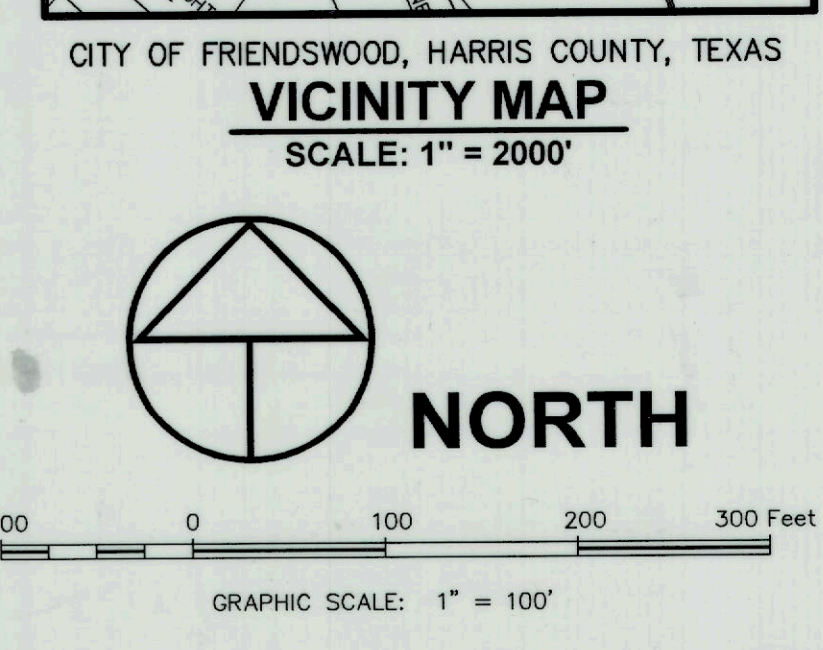 CITY OF FRIENDSWOOD, HARRIS COUNTY, TEXAS
VICINITY MAP
SCALE: 1" = 2000'
NORTH
00 0 100 200 300 Feet
GRAPHIC SCALE: 1" = 100'